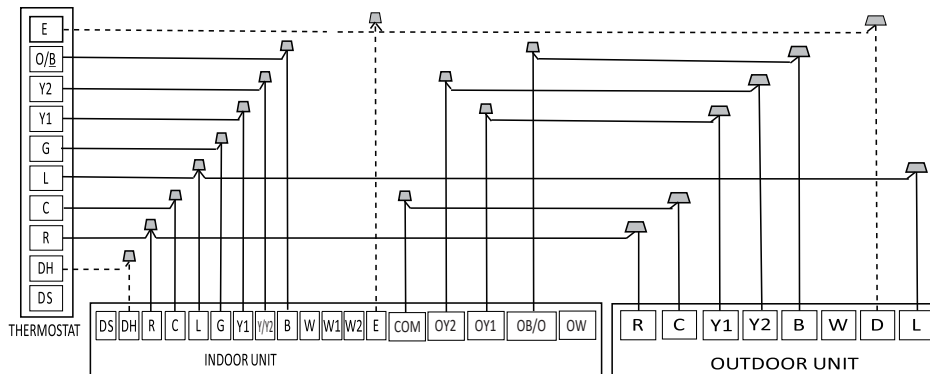 E
O/B
Y2
Y1
G
L
C
R
DH
DS
THERMOSTAT
DS DH R C L G Y1 Y/Y2 B W W1 W2 E COM OY2 OY1 OB/O OW
INDOOR UNIT
R C Y1 Y2 B W D L
OUTDOOR UNIT